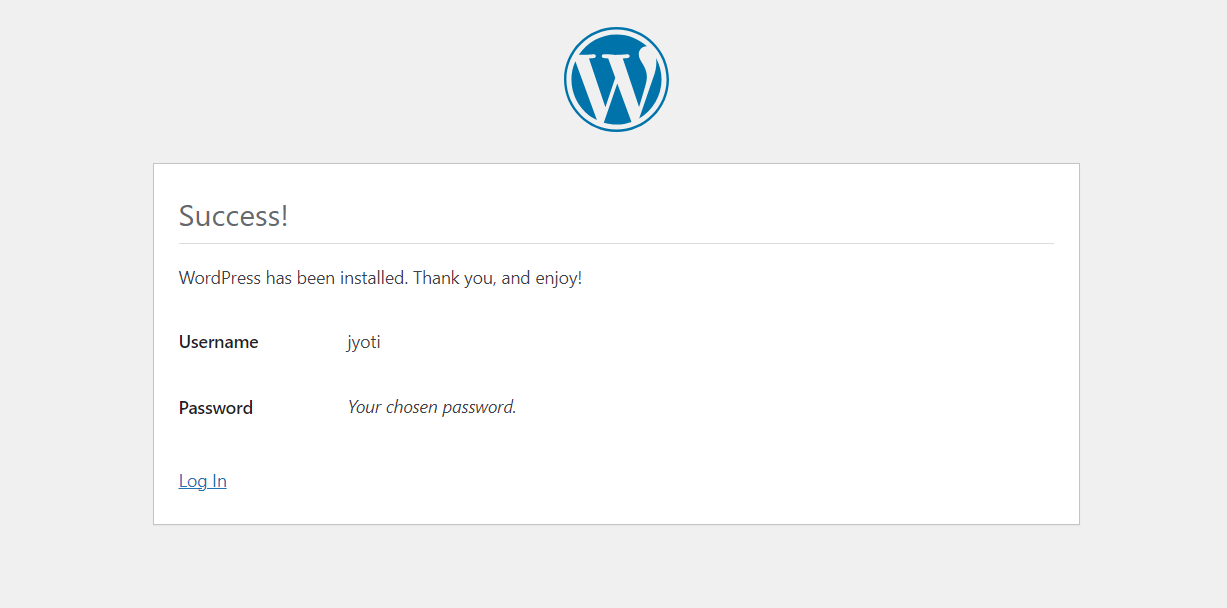 Success!
WordPress has been installed. Thank you, and enjoy!
Username jyoti
Password Your chosen password.
Log In